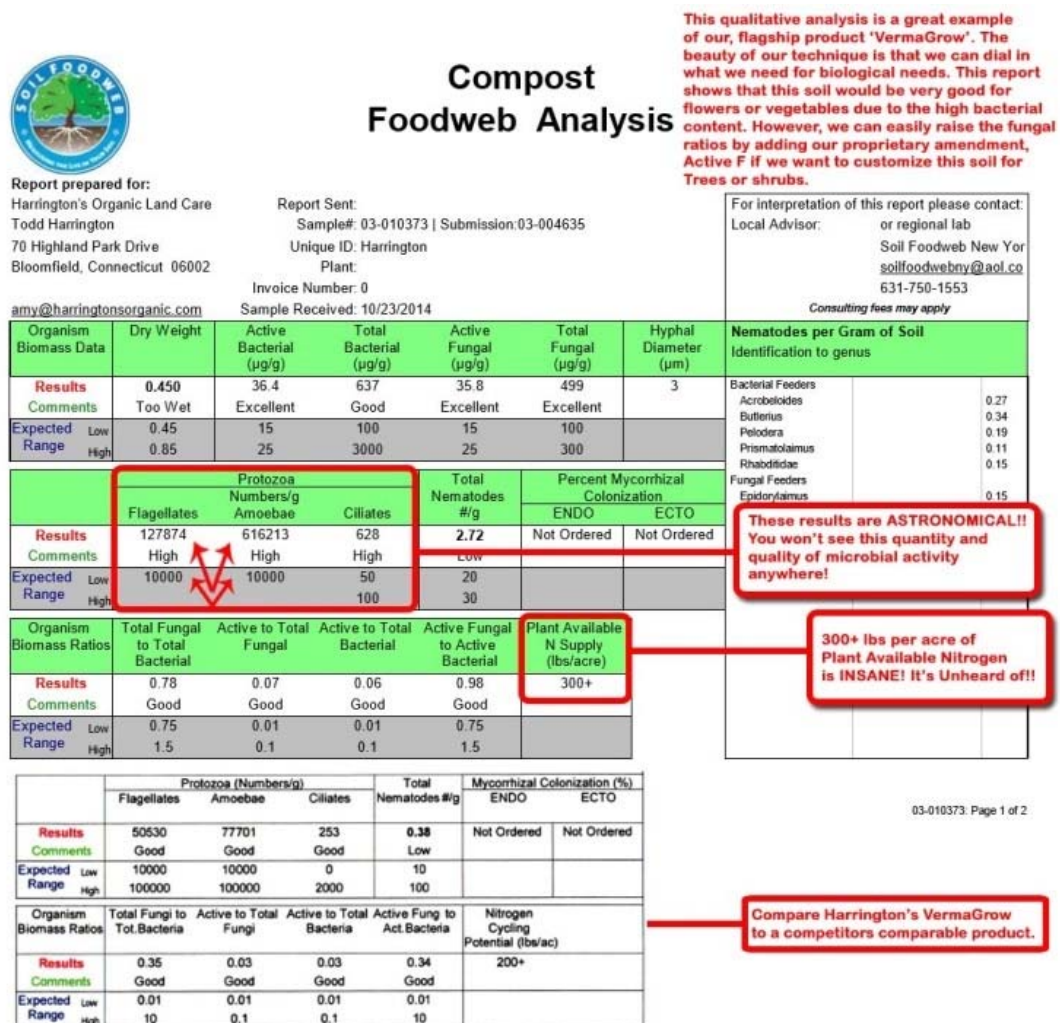 This qualitative analysis is a great example
of our, flagship product 'VermaGrow'. The
beauty of our technique is that we can dial in
what we need for biological needs. This report
shows that this soil would be very good for
flowers or vegetables due to the high bacterial
content. However, we can easily raise the fungal
ratios by adding our proprietary amendment,
Active F if we want to customize this soil for
Trees or shrubs.
SOIL FOODWEB
Compost
Foodweb Analysis
Report prepared for:
Harrington's Organic Land Care
Todd Harrington
70 Highland Park Drive
Bloomfield, Connecticut 06002
amy@harringtonsorganic.com
Report Sent:
Sample#: 03-010373 | Submission:03-004635
Unique ID: Harrington
Plant:
Invoice Number: 0
Sample Received: 10/23/2014
For interpretation of this report please contact:
Local Advisor: or regional lab
Soil Foodweb New Yor
soilfoodwebny@aol.co
631-750-1553
Consulting fees may apply
Organism Biomass Data Dry Weight Active Bacterial (µg/g) Total Bacterial (µg/g) Active Fungal (µg/g) Total Fungal (µg/g) Hyphal Diameter (µm)
Results 0.450 36.4 637 35.8 499 3
Comments Too Wet Excellent Good Excellent Excellent
Expected Range Low 0.45 15 100 15 100
High 0.85 25 3000 25 300
Nematodes per Gram of Soil
Identification to genus
Bacterial Feeders
Acrobeloides 0.27
Butlerius 0.34
Pelodera 0.19
Prismatolaimus 0.11
Rhabditidae 0.15
Fungal Feeders
Epidorylaimus 0.15
Protozoa
Numbers/g
Flagellates Amoebae Ciliates Total Nematodes #/g Percent Mycorrhizal Colonization ENDO ECTO
Results 127874 616213 628 2.72 Not Ordered Not Ordered
Comments High High High Low
Expected Range Low 10000 10000 50 20
High 100 30
These results are ASTRONOMICAL!!
You won't see this quantity and
quality of microbial activity
anywhere!
Organism Biomass Ratios Total Fungal to Total Bacterial Active to Total Fungal Active to Total Bacterial Active Fungal to Active Bacterial Plant Available N Supply (lbs/acre)
Results 0.78 0.07 0.06 0.98 300+
Comments Good Good Good Good
Expected Range Low 0.75 0.01 0.01 0.75
High 1.5 0.1 0.1 1.5
300+ lbs per acre of
Plant Available Nitrogen
is INSANE! It's Unheard of!!
Protozoa (Numbers/g) Total Mycorrhizal Colonization (%)
Flagellates Amoebae Ciliates Nematodes #/g ENDO ECTO
Results 50530 77701 253 0.38 Not Ordered Not Ordered
Comments Good Good Good Low
Expected Range Low 10000 10000 0 10
High 100000 100000 2000 100
03-010373: Page 1 of 2
Organism Biomass Ratios Total Fungi to Tot.Bacteria Active to Total Fungi Active to Total Bacteria Active Fung to Act.Bacteria Nitrogen Cycling Potential (lbs/ac)
Results 0.35 0.03 0.03 0.34 200+
Comments Good Good Good Good
Expected Range Low 0.01 0.01 0.01 0.01
High 10 0.1 0.1 10
Compare Harrington's VermaGrow
to a competitors comparable product.